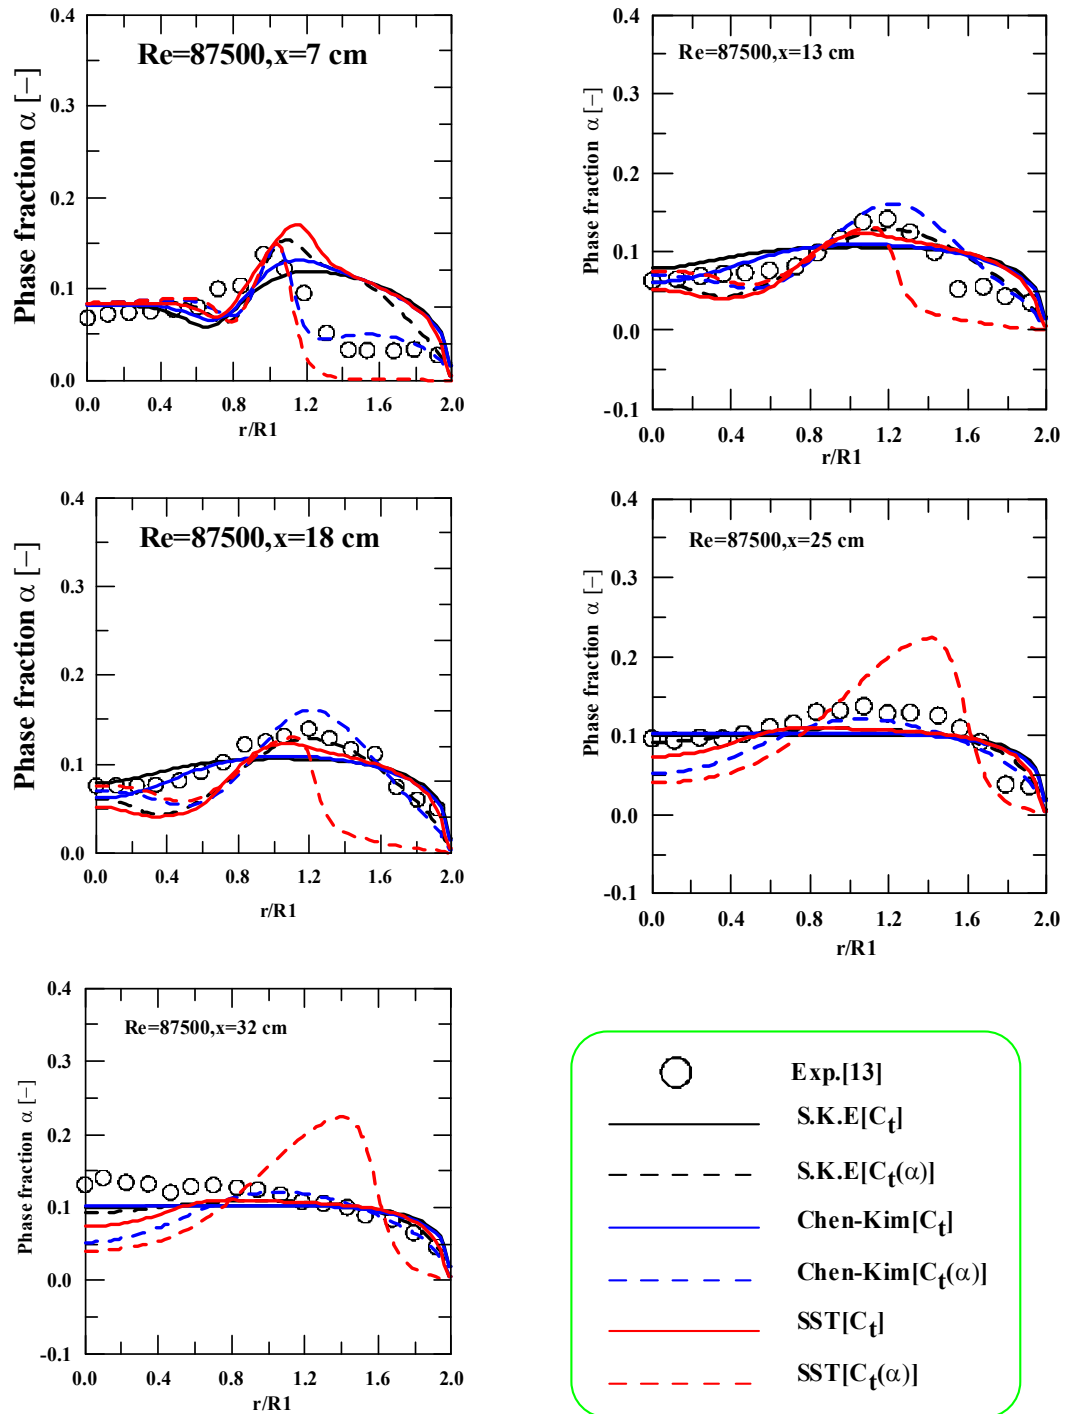 Re=87500,x=7 cm
Phase fraction α [−]
0.4
0.3
0.2
0.1
0.0
0.0 0.4 0.8 1.2 1.6 2.0
r/R1
Re=87500,x=13 cm
Phase fraction α [−]
0.4
0.3
0.2
0.1
0.0
-0.1
0.0 0.4 0.8 1.2 1.6 2.0
r/R1
Re=87500,x=18 cm
Phase fraction α [−]
0.4
0.3
0.2
0.1
0.0
0.0 0.4 0.8 1.2 1.6 2.0
r/R1
Re=87500,x=25 cm
Phase fraction α [−]
0.4
0.3
0.2
0.1
0.0
-0.1
0.0 0.4 0.8 1.2 1.6 2.0
r/R1
Re=87500,x=32 cm
Phase fraction α [−]
0.4
0.3
0.2
0.1
0.0
-0.1
0.0 0.4 0.8 1.2 1.6 2.0
r/R1
Exp.[13]
S.K.E[Ct]
S.K.E[Ct(α)]
Chen-Kim[Ct]
Chen-Kim[Ct(α)]
SST[Ct]
SST[Ct(α)]